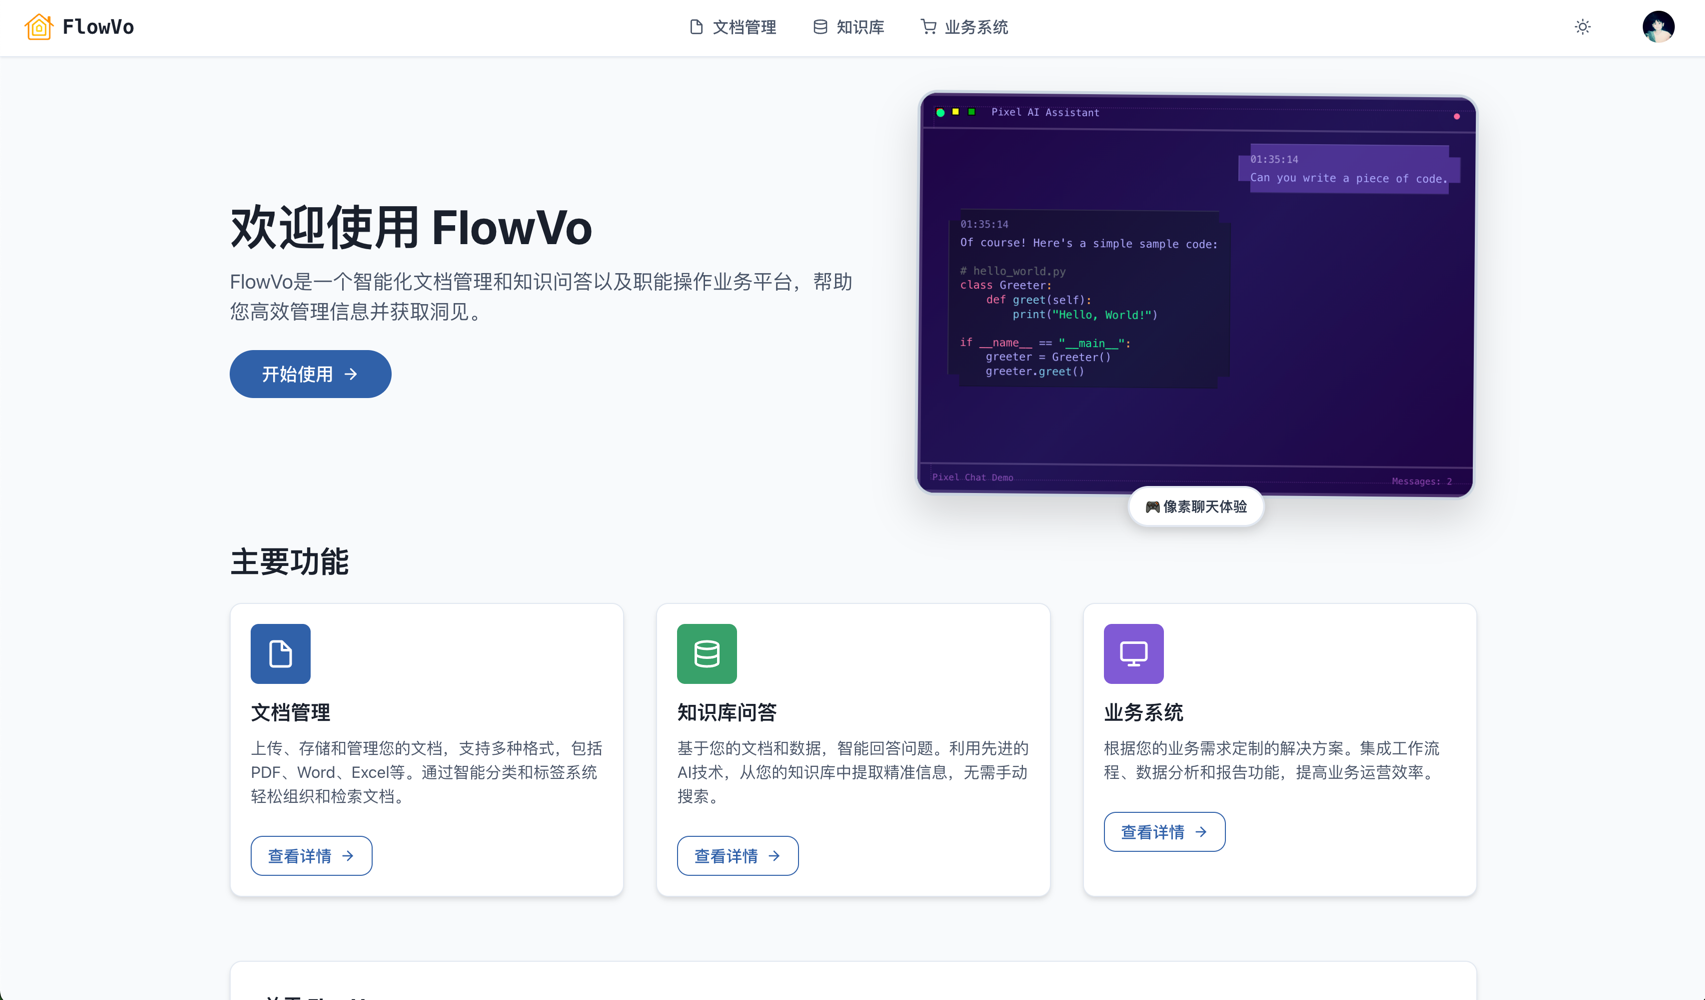 FlowVo
文档管理
知识库
业务系统
欢迎使用 FlowVo
FlowVo是一个智能化文档管理和知识问答以及职能操作业务平台，帮助
您高效管理信息并获取洞见。
开始使用 →
Pixel AI Assistant
01:35:14
Can you write a piece of code.
01:35:14
Of course! Here's a simple sample code:
# hello_world.py
class Greeter:
    def greet(self):
        print("Hello, World!")
if __name__ == "__main__":
    greeter = Greeter()
    greeter.greet()
Pixel Chat Demo
Messages: 2
🎮 像素聊天体验
主要功能
文档管理
上传、存储和管理您的文档，支持多种格式，包括
PDF、Word、Excel等。通过智能分类和标签系统
轻松组织和检索文档。
查看详情 →
知识库问答
基于您的文档和数据，智能回答问题。利用先进的
AI技术，从您的知识库中提取精准信息，无需手动
搜索。
查看详情 →
业务系统
根据您的业务需求定制的解决方案。集成工作流
程、数据分析和报告功能，提高业务运营效率。
查看详情 →